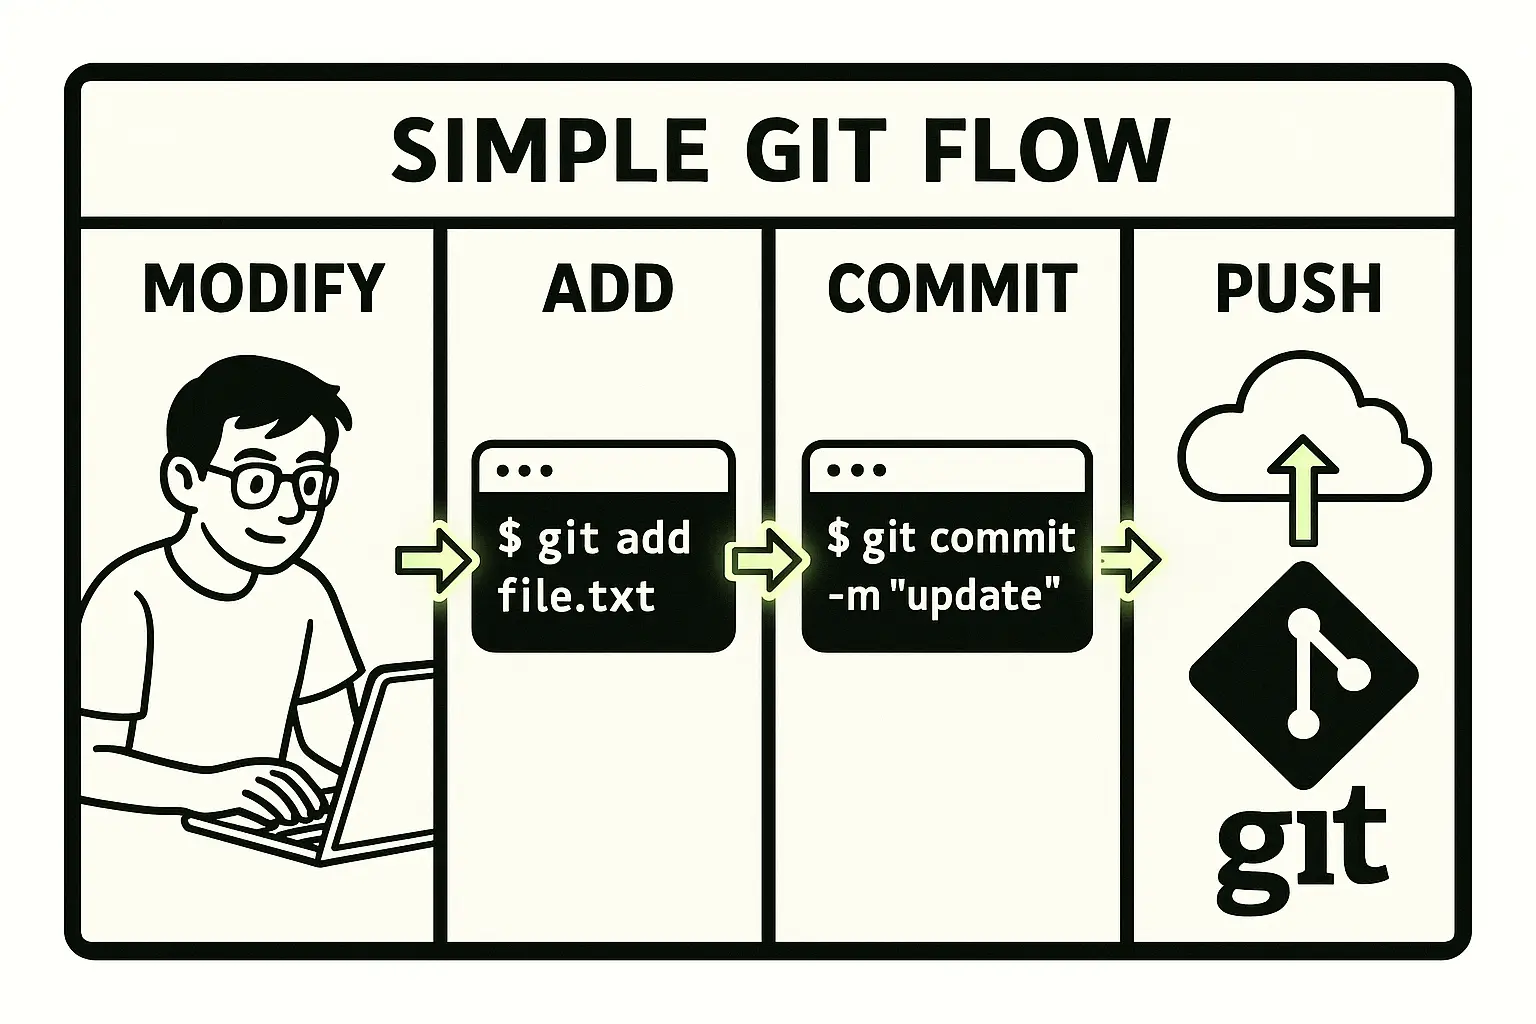 SIMPLE GIT FLOW
MODIFY
ADD
COMMIT
PUSH
$ git add
file.txt
$ git commit
-m "update"
git